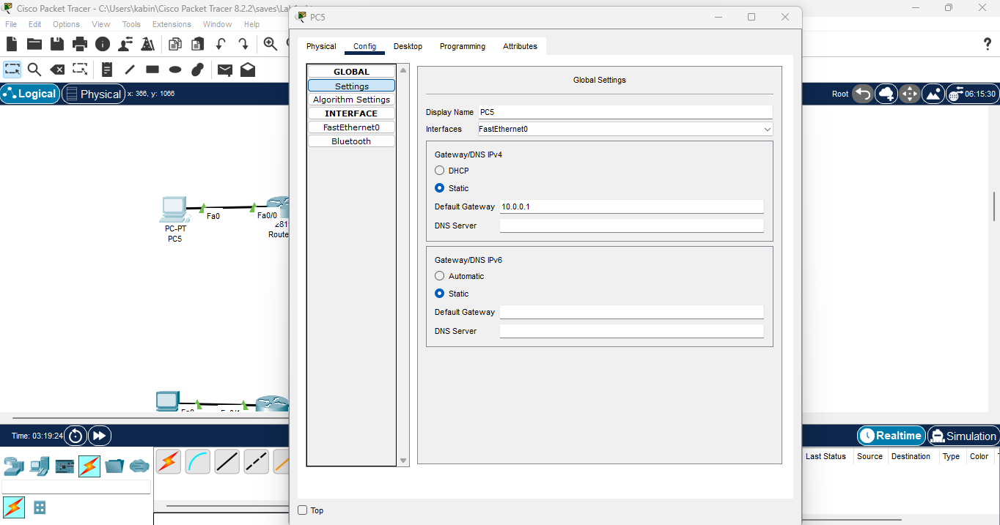 Cisco Packet Tracer - C:\Users\kabin\Cisco Packet Tracer 8.2.2\saves\La
PC5
File Edit Options View Tools Extensions Window Help
Physical Config Desktop Programming Attributes
Logical Physical x: 366, y: 1066
Root 06:15:30
GLOBAL
Settings
Algorithm Settings
INTERFACE
FastEthernet0
Bluetooth
Global Settings
Display Name PC5
Interfaces FastEthernet0
Gateway/DNS IPv4
DHCP
Static
Default Gateway 10.0.0.1
DNS Server
Gateway/DNS IPv6
Automatic
Static
Default Gateway
DNS Server
Fa0 Fa0/0
PC-PT
PC5
281
Route
Time: 03:19:24
Realtime Simulation
Last Status Source Destination Type Color
Top